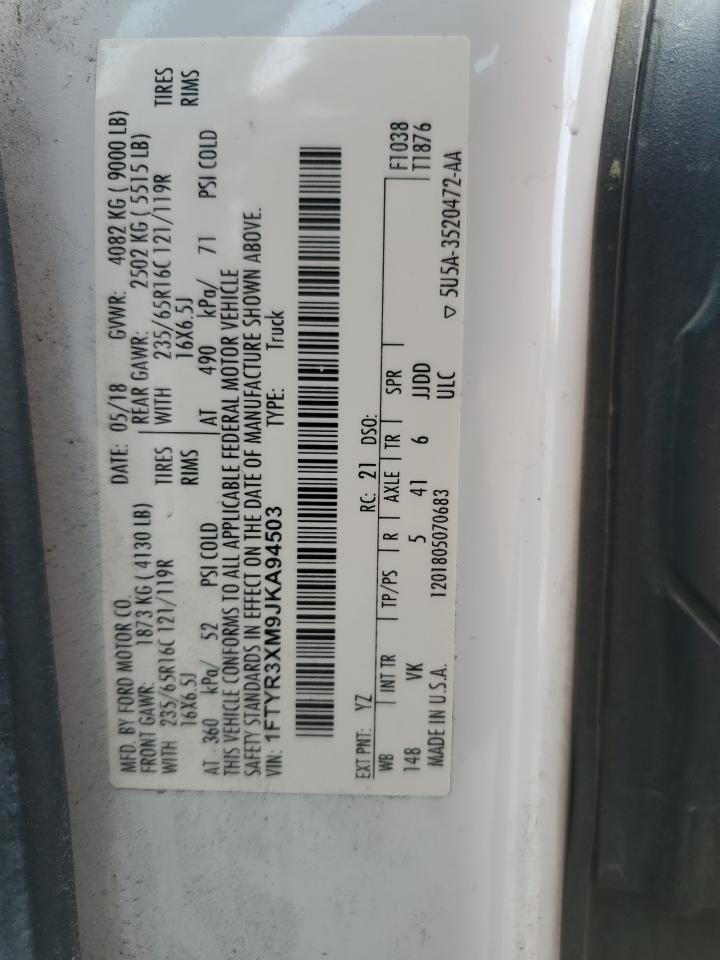 MFD. BY FORD MOTOR CO. DATE: 05/18 GVWR: 4082 KG ( 9000 LB)
FRONT GAWR: 1873 KG ( 4130 LB) REAR GAWR: 2502 KG ( 5515 LB)
WITH 235/65R16C 121/119R TIRES WITH 235/65R16C 121/119R TIRES
16X6.5J RIMS 16X6.5J RIMS
AT 360 kPa/ 52 PSI COLD AT 490 kPa/ 71 PSI COLD
THIS VEHICLE CONFORMS TO ALL APPLICABLE FEDERAL MOTOR VEHICLE
SAFETY STANDARDS IN EFFECT ON THE DATE OF MANUFACTURE SHOWN ABOVE.
VIN: 1FTYR3XM9JKA94503 TYPE: Truck
EXT PNT: YZ RC: 21 DSO:
WB INT TR TP/PS R AXLE TR SPR F1038
148 VK 5 41 6 JJDD T1876
MADE IN U.S.A. 1201805070683 ULC ▽ 5U5A-3520472-AA